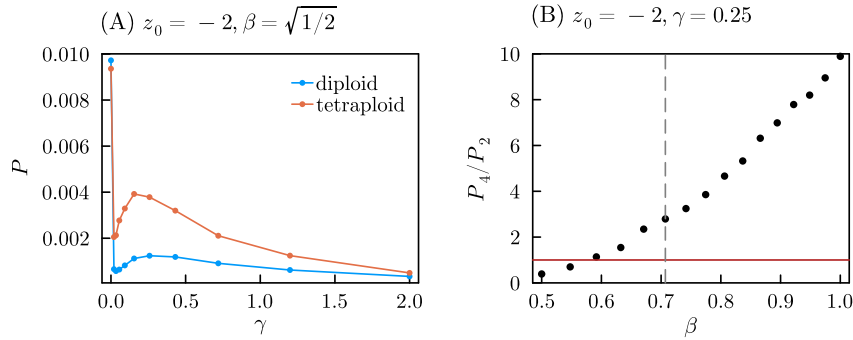 (A) z₀ = −2, β = √1/2
P
0.010
0.010
0.006
0.004
0.002
diploid
tetraploid
0.0 0.5 1.0 1.5 2.0
γ
(B) z₀ = −2, γ = 0.25
P₄/P₂
10
8
6
4
2
0
0.5 0.6 0.7 0.8 0.9 1.0
β